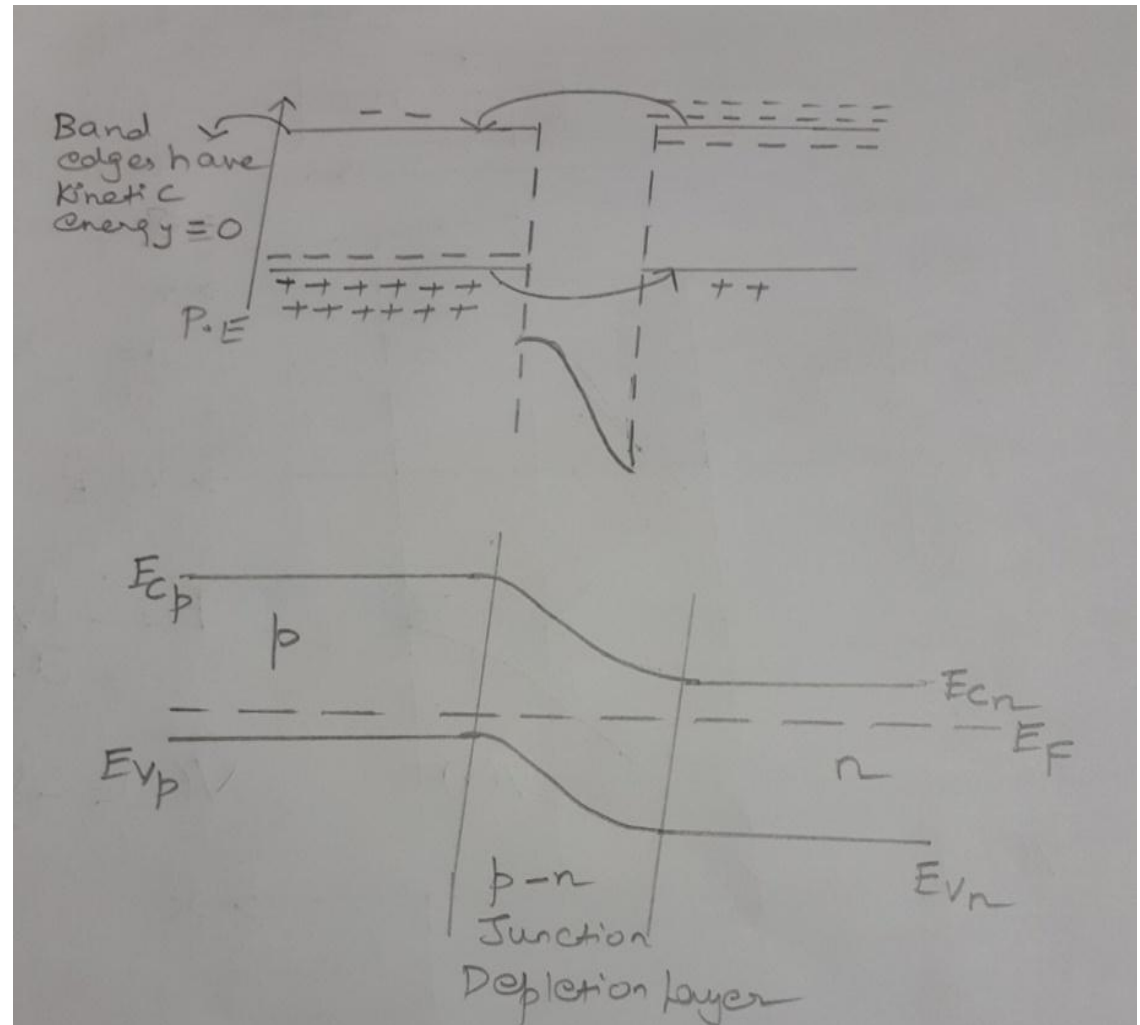 Band
edges have
Kinetic
energy = 0
P.E
- -
- - - -
- - - -
- - - -
- - - - - -
+ + + + + +
+ + + + + +
+ +
Ecp
p
Ecn
EF
n
Evp
Evn
p-n
Junction
Depletion Layer